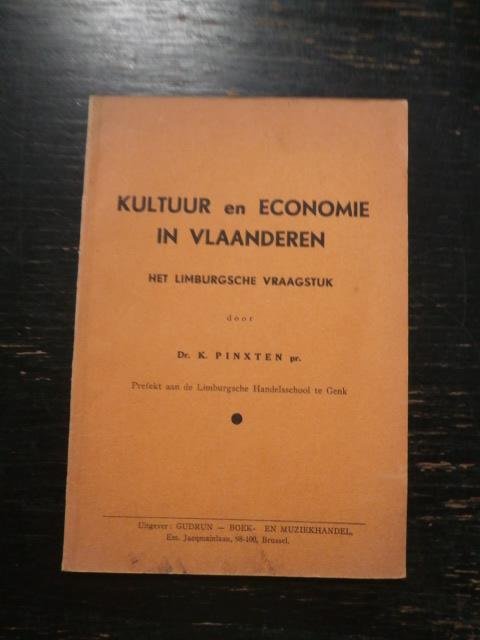 KULTUUR en ECONOMIE
IN VLAANDEREN
HET LIMBURGSCHE VRAAGSTUK
door
Dr. K. PINXTEN pr.
Prefekt aan de Limburgsche Handelsschool te Genk
Uitgever: GUDRUN — BOEK- EN MUZIEKHANDEL,
Em. Jacqmainlaan, 98-100, Brussel.